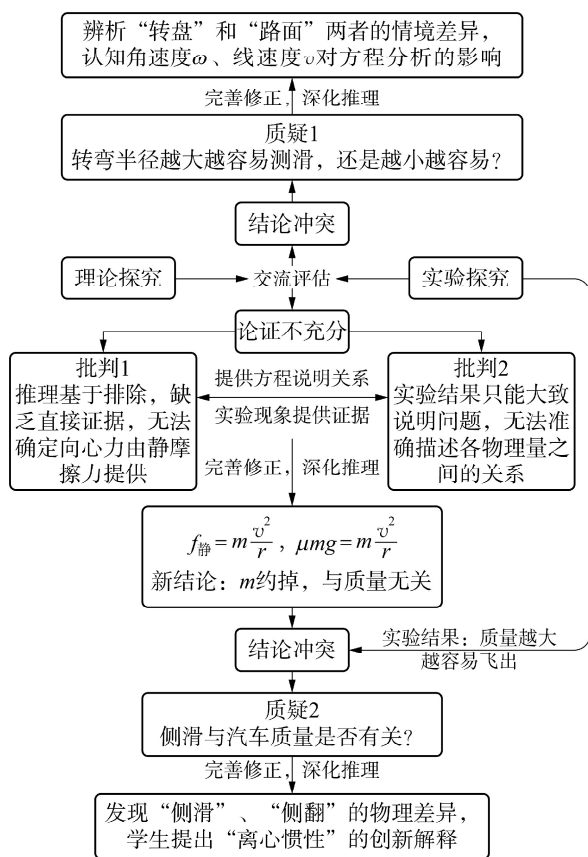 辨析“转盘”和“路面”两者的情境差异，
认知角速度ω、线速度v对方程分析的影响
完善修正，深化推理
质疑1
转弯半径越大越容易测滑，还是越小越容易？
结论冲突
理论探究
交流评估
实验探究
论证不充分
批判1
推理基于排除，缺
乏直接证据，无法
确定向心力由静摩
擦力提供
提供方程说明关系
实验现象提供证据
批判2
实验结果只能大致
说明问题，无法准
确描述各物理量之
间的关系
完善修正，深化推理
f静=m v²/r，μmg=m v²/r
新结论：m约掉，与质量无关
结论冲突
实验结果：质量越大
越容易飞出
质疑2
侧滑与汽车质量是否有关？
完善修正，深化推理
发现“侧滑”、“侧翻”的物理差异，
学生提出“离心惯性”的创新解释